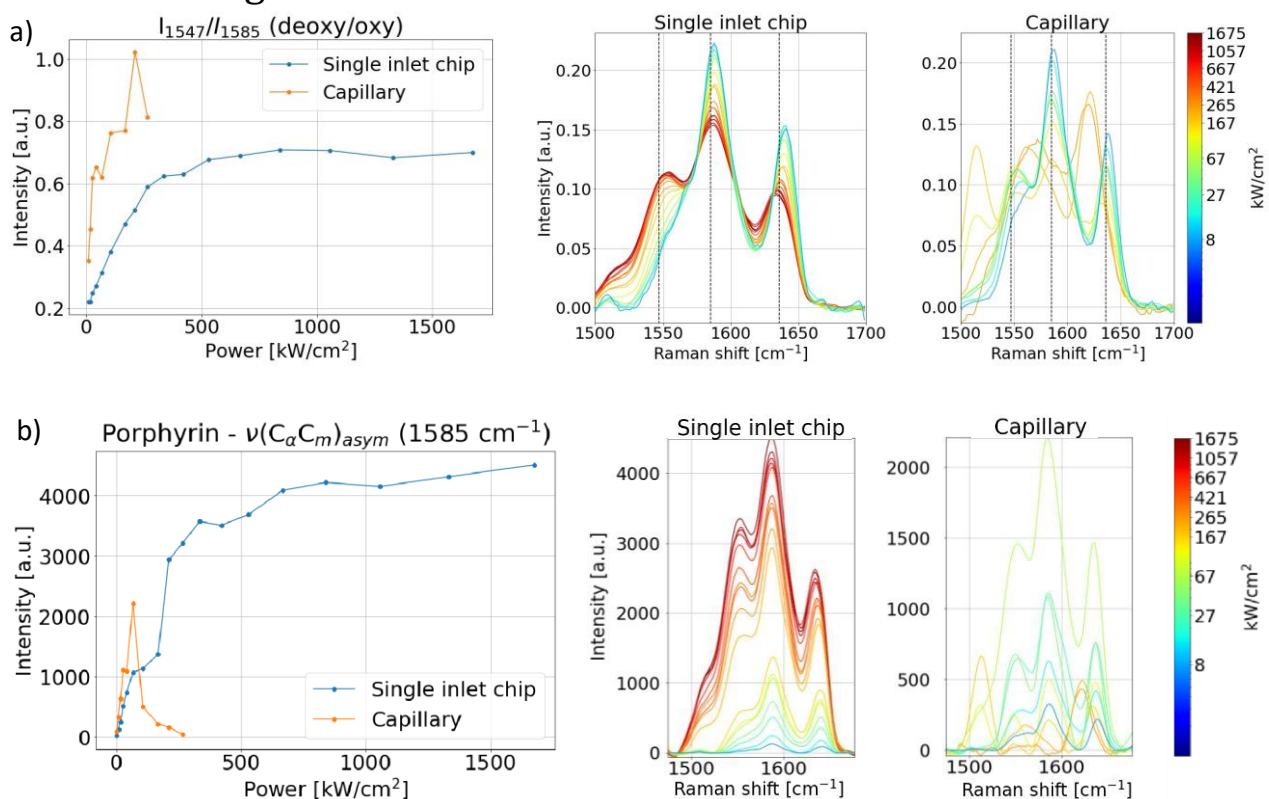 a)
I₁₅₄₇/I₁₅₈₅ (deoxy/oxy)
Intensity [a.u.]
1.0
0.8
0.6
0.4
0.2
Single inlet chip
Capillary
0
500
1000
1500
Power [kW/cm²]
Single inlet chip
Intensity [a.u.]
0.20
0.15
0.10
0.05
0.00
1500
1550
1600
1650
1700
Raman shift [cm⁻¹]
Capillary
0.20
0.15
0.10
0.05
0.00
1500
1550
1600
1650
1700
Raman shift [cm⁻¹]
1675
1057
667
421
265
167
67
27
8
kW/cm²
b)
Porphyrin - ν(CαCm)asym (1585 cm⁻¹)
Intensity [a.u.]
4000
3000
2000
1000
0
Single inlet chip
Capillary
0
500
1000
1500
Power [kW/cm²]
Single inlet chip
Intensity [a.u.]
4000
3000
2000
1000
0
1500
1600
Raman shift [cm⁻¹]
Capillary
2000
1500
1000
500
0
1500
1600
Raman shift [cm⁻¹]
1675
1057
667
421
265
167
67
27
8
kW/cm²